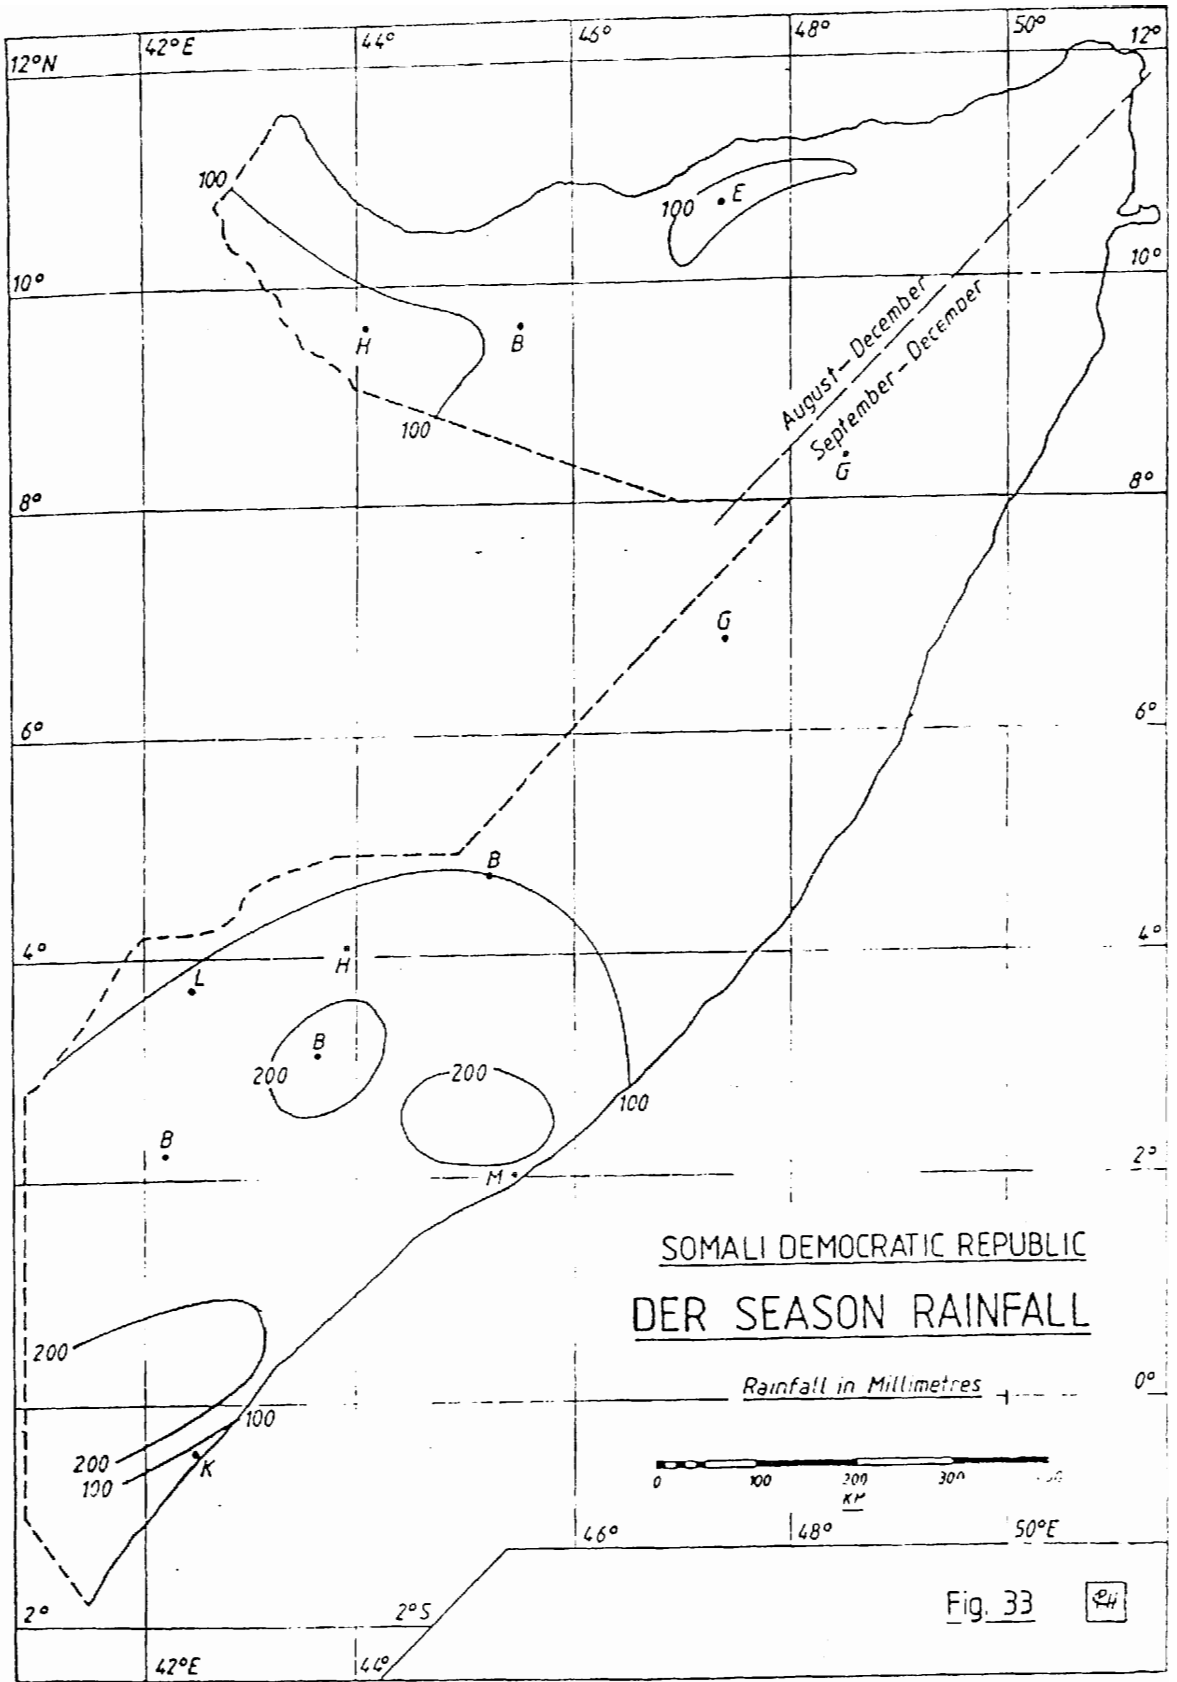 12°N
42°E
44°
46°
48°
50°
12°
100
100
E
10°
10°
H
B
August – December
September – December
100
G
8°
8°
G
6°
6°
B
4°
4°
H
L
B
200
200
100
B
2°
M
SOMALI DEMOCRATIC REPUBLIC
DER SEASON RAINFALL
200
Rainfall in Millimetres
0°
100
200
K
100
0 100 200 300
46°
48°
50°E
Fig. 33
2°
2°S
42°E
44°